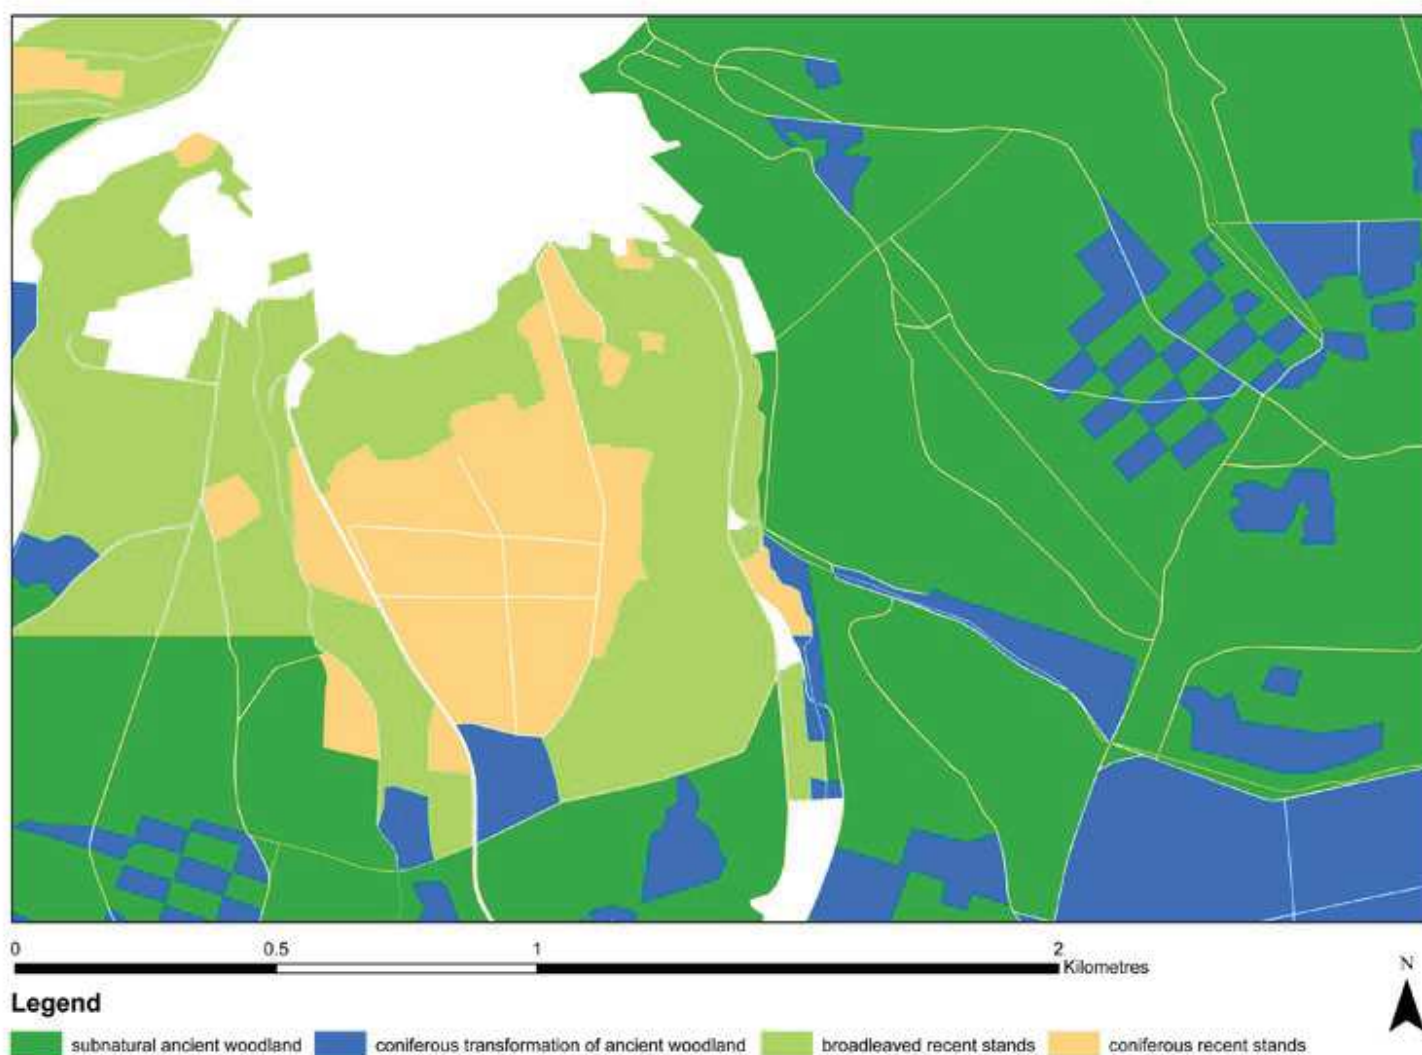 0 0.5 1 2
Kilometres
N
Legend
subnatural ancient woodland coniferous transformation of ancient woodland broadleaved recent stands coniferous recent stands